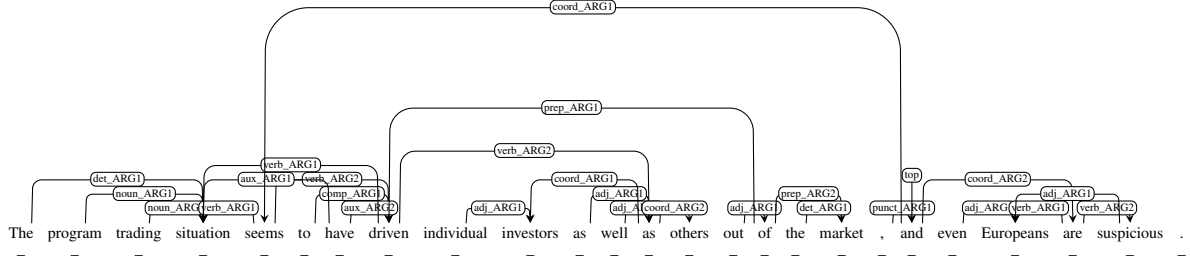 coord_ARG1
prep_ARG1
verb_ARG2
verb_ARG1
det_ARG1 aux_ARG1 verb_ARG2 coord_ARG1 top coord_ARG2
noun_ARG1 comp_ARG1 adj_ARG1 prep_ARG2 adj_ARG1
noun_ARG verb_ARG1 aux_ARG2 adj_ARG1 adj_A coord_ARG2 adj_ARG1 det_ARG1 punct_ARG1 adj_ARG verb_ARG1 verb_ARG2
The program trading situation seems to have driven individual investors as well as others out of the market , and even Europeans are suspicious .
_ _ _ _ _ _ _ _ _ _ _ _ _ _ _ _ _ _ _ _ _ _ _ _ _